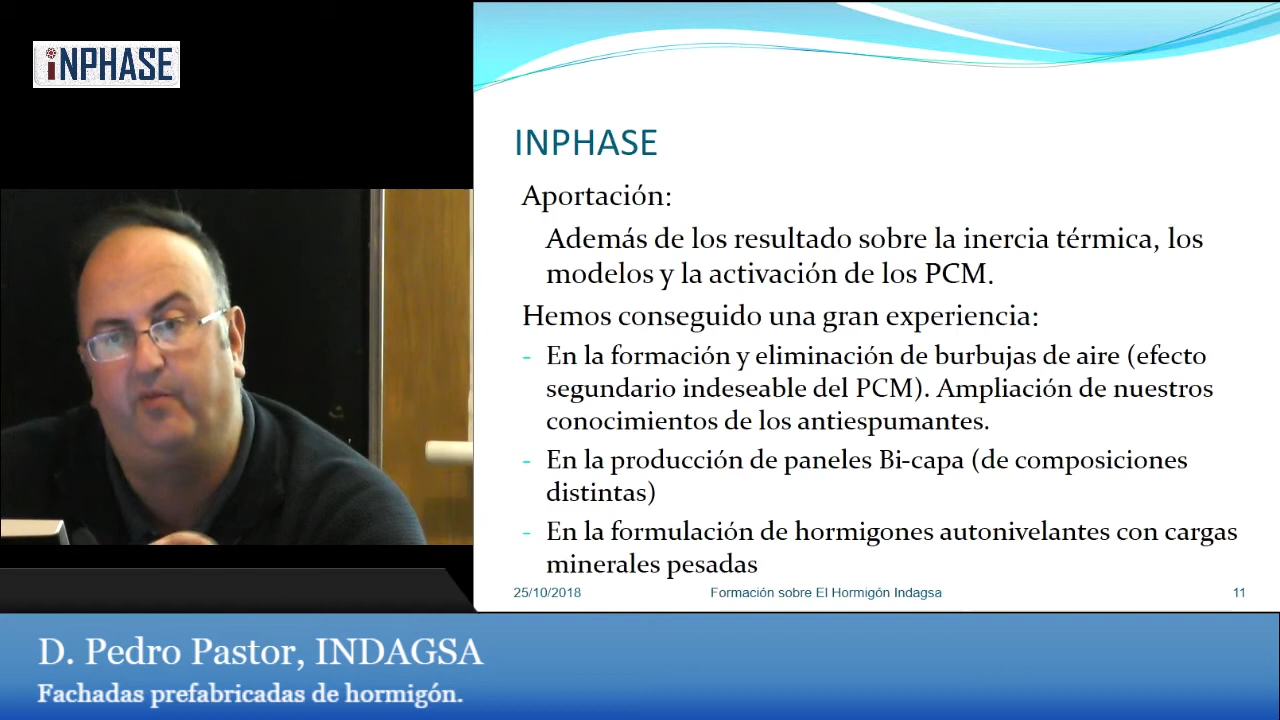 iNPHASE
INPHASE
Aportación:
Además de los resultado sobre la inercia térmica, los
modelos y la activación de los PCM.
Hemos conseguido una gran experiencia:
- En la formación y eliminación de burbujas de aire (efecto
segundario indeseable del PCM). Ampliación de nuestros
conocimientos de los antiespumantes.
- En la producción de paneles Bi-capa (de composiciones
distintas)
- En la formulación de hormigones autonivelantes con cargas
minerales pesadas
25/10/2018 Formación sobre El Hormigón Indagsa 11
D. Pedro Pastor, INDAGSA
Fachadas prefabricadas de hormigón.